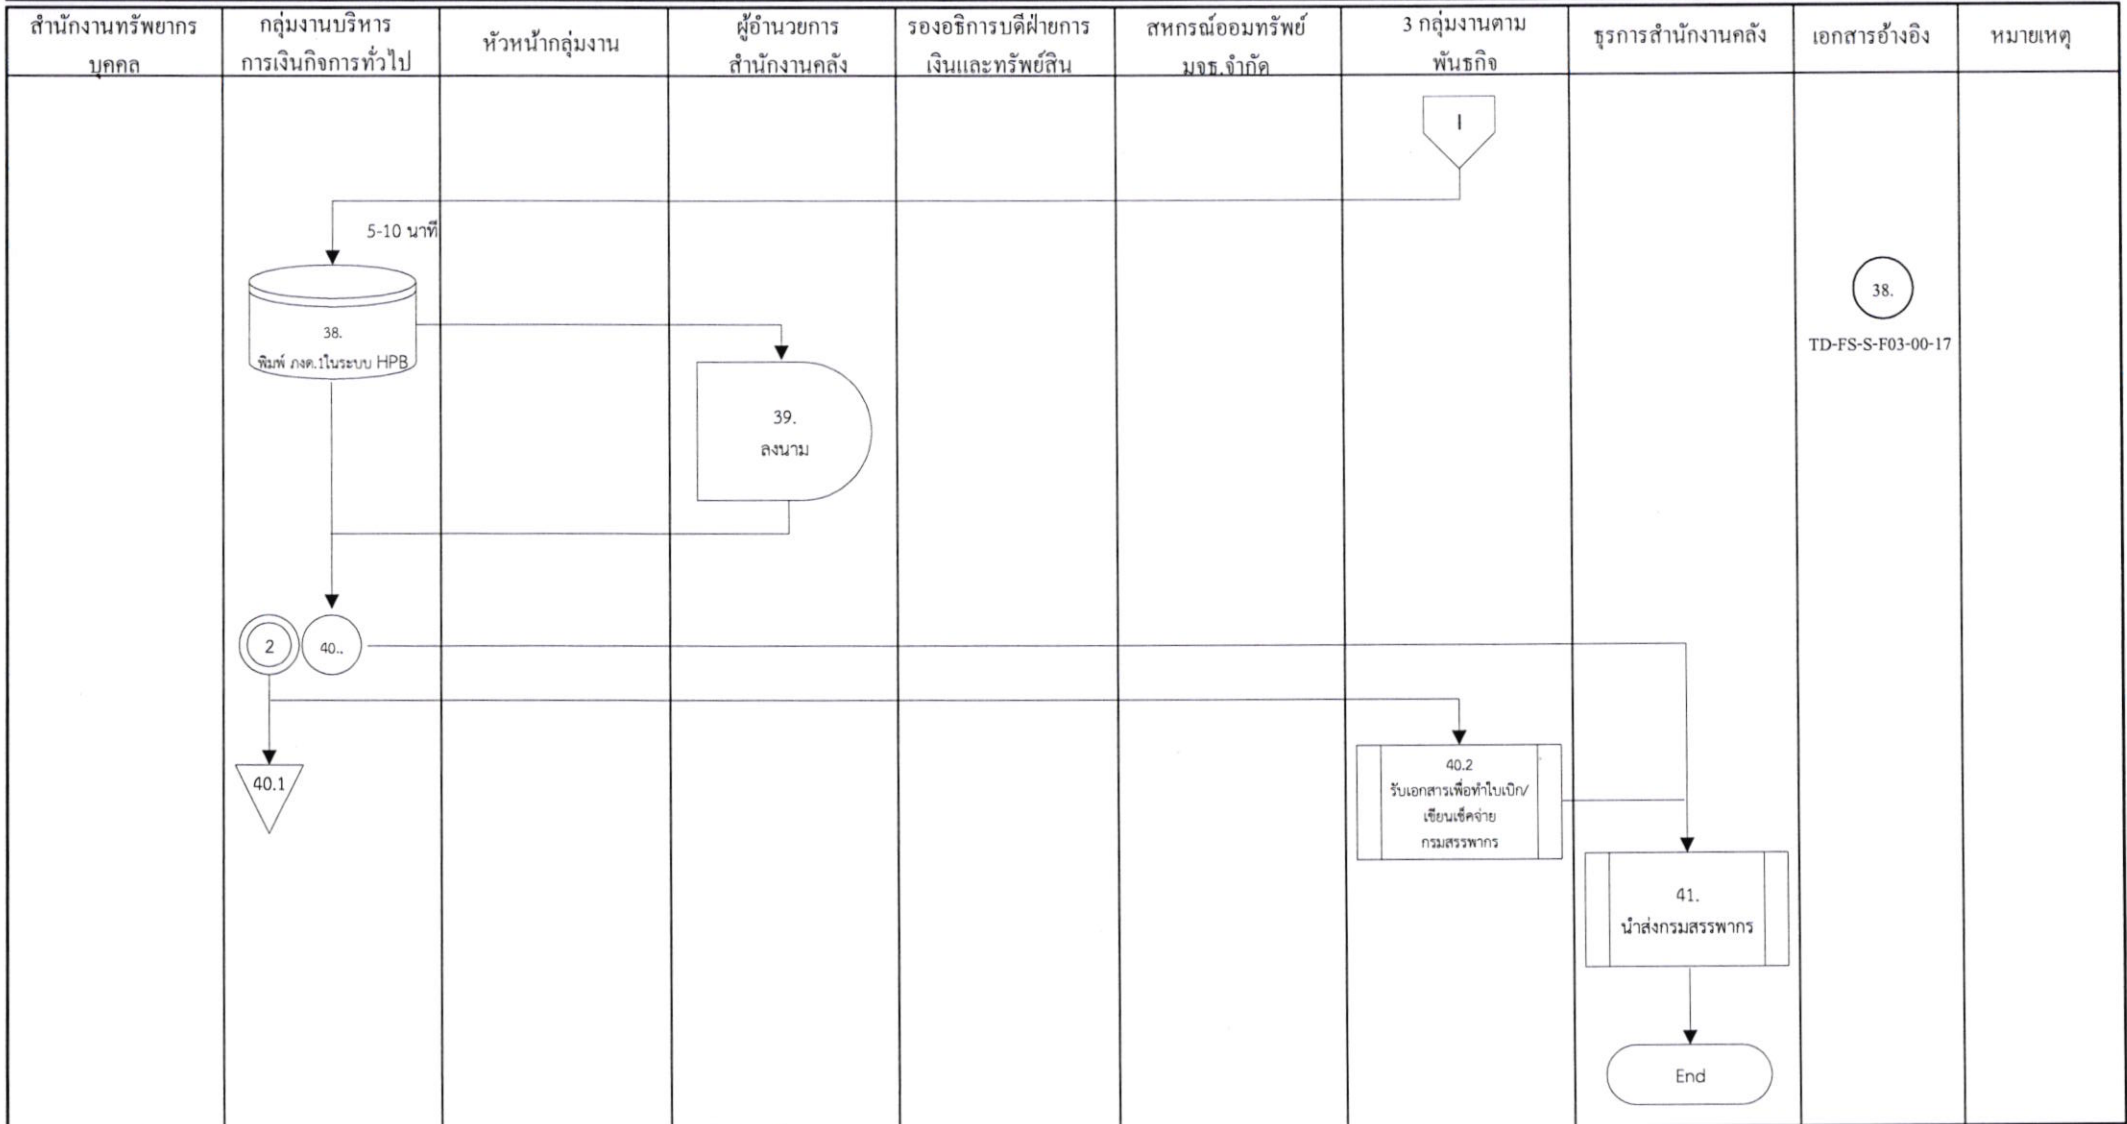 สำนักงานทรัพยากร
บุคคล
กลุ่มงานบริหาร
การเงินกิจการทั่วไป
หัวหน้ากลุ่มงาน
ผู้อำนวยการ
สำนักงานคลัง
รองอธิการบดีฝ่ายการ
เงินและทรัพย์สิน
สหกรณ์ออมทรัพย์
มจธ.จำกัด
3 กลุ่มงานตาม
พันธกิจ
ธุรการสำนักงานคลัง
เอกสารอ้างอิง
หมายเหตุ
I
5-10 นาที
38.
พิมพ์ ภงด.1ในระบบ HPB
38.
TD-FS-S-F03-00-17
39.
ลงนาม
2
40..
40.1
40.2
รับเอกสารเพื่อทำใบเบิก/
เขียนเช็คจ่าย
กรมสรรพากร
41.
นำส่งกรมสรรพากร
End